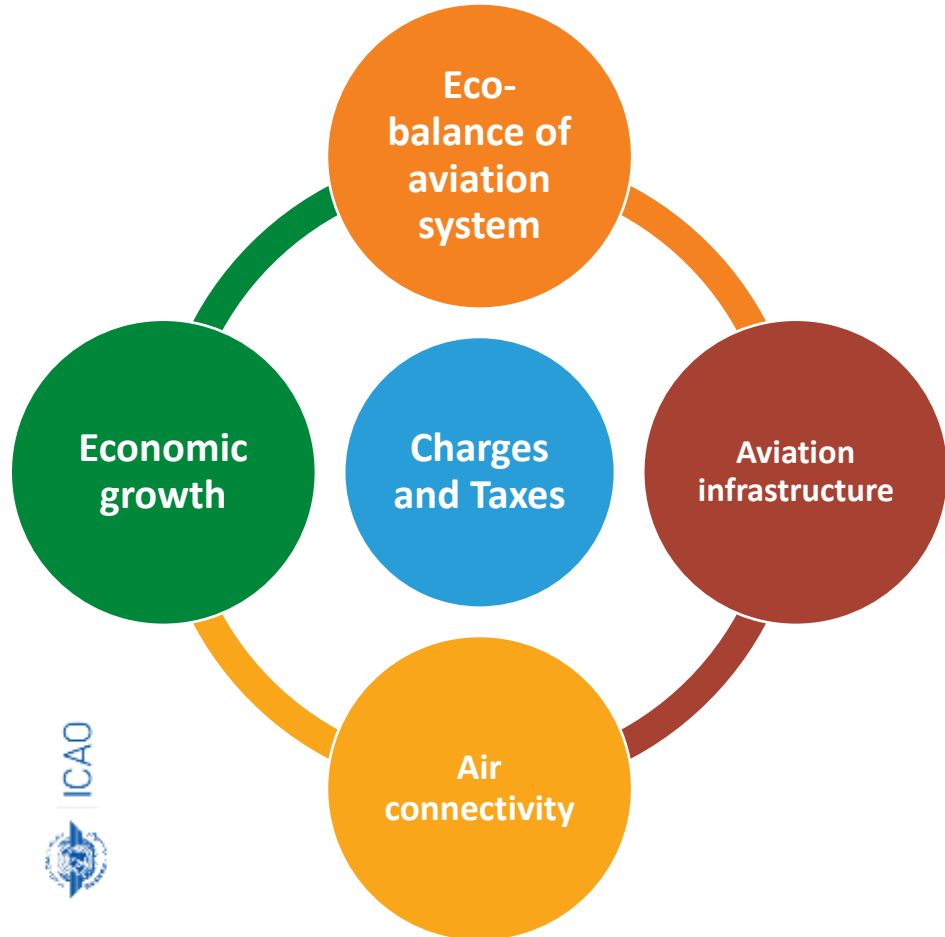 Eco-
balance of
aviation
system
Economic
growth
Charges
and Taxes
Aviation
infrastructure
Air
connectivity
ICAO